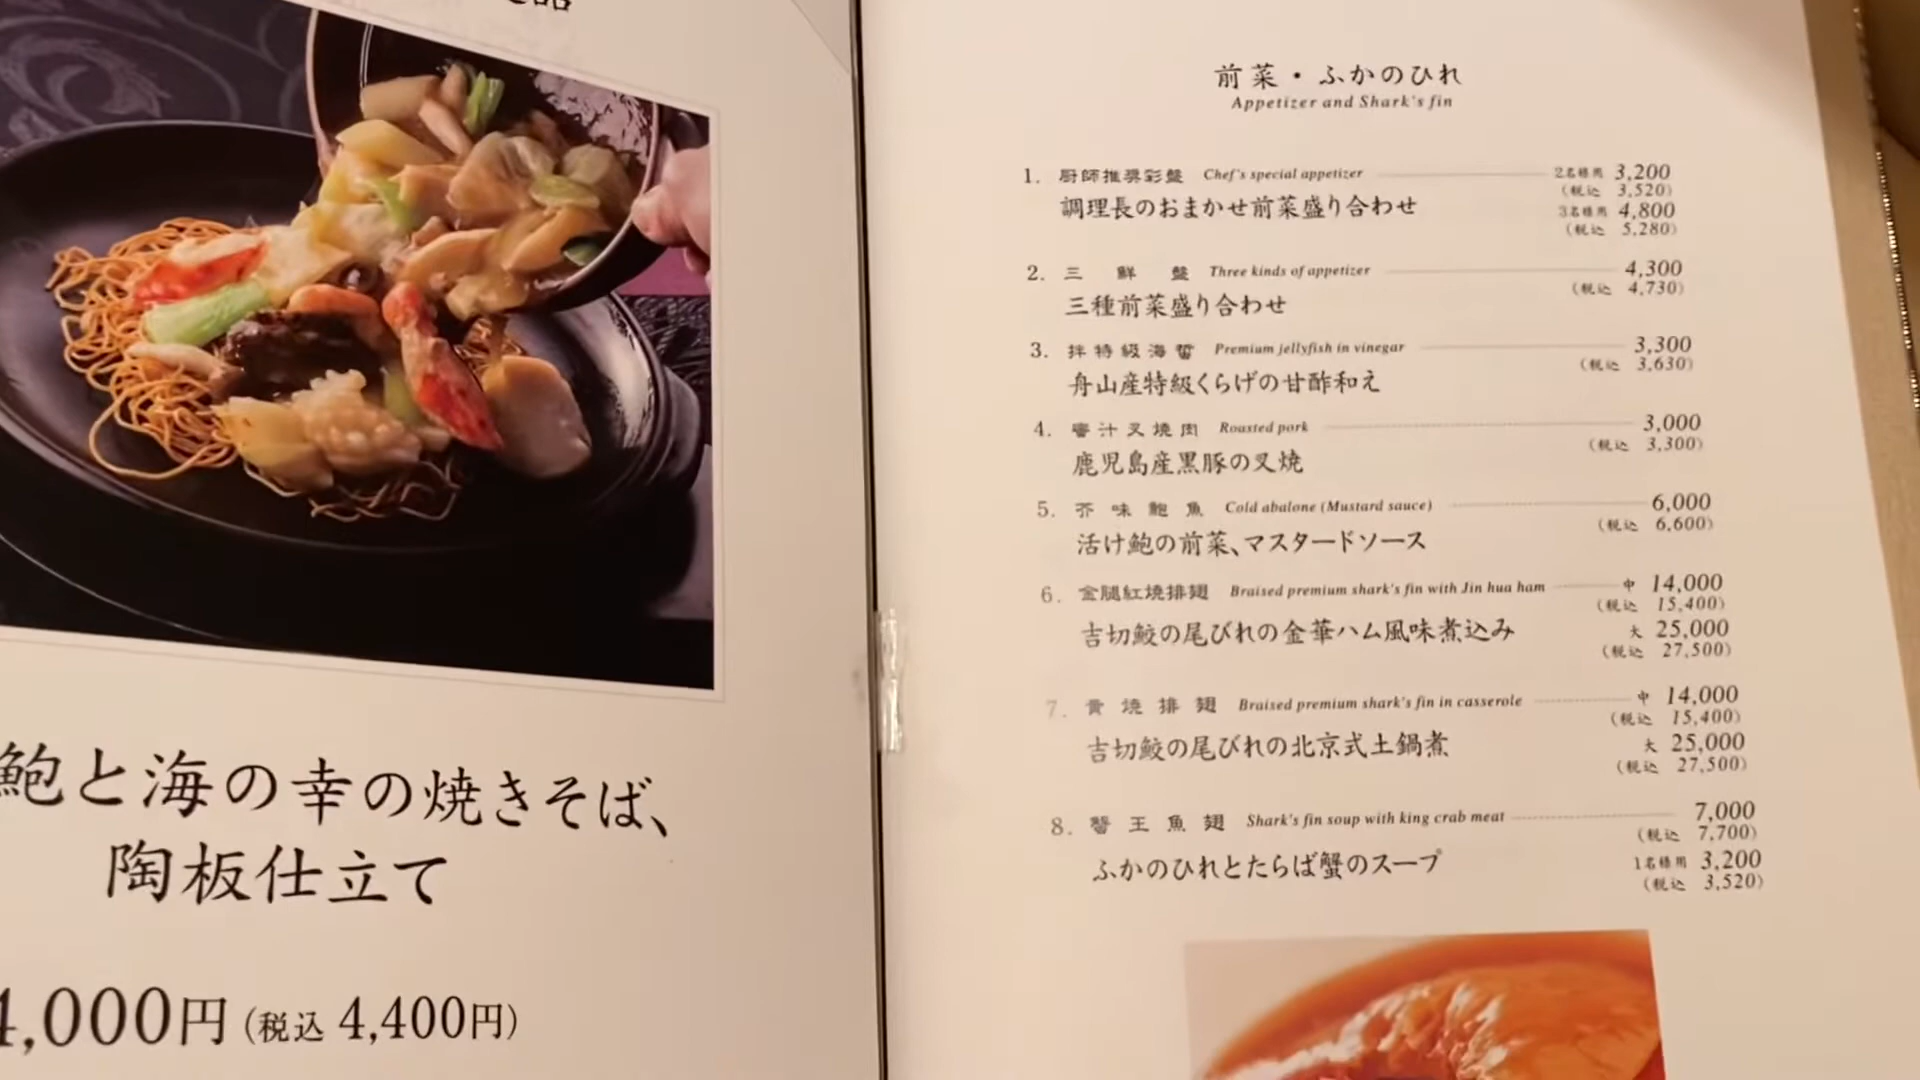 鮑と海の幸の焼きそば、
陶板仕立て
4,000円(税込 4,400円)
前菜・ふかのひれ
Appetizer and Shark's fin
1. 厨師推奨彩盤 Chef's special appetizer 2名様用 3,200
(税込 3,520)
調理長のおまかせ前菜盛り合わせ 3名様用 4,800
(税込 5,280)
2. 三鮮盤 Three kinds of appetizer 4,300
(税込 4,730)
三種前菜盛り合わせ
3. 拌特級海蜇 Premium jellyfish in vinegar 3,300
(税込 3,630)
舟山産特級くらげの甘酢和え
4. 蜜汁叉焼肉 Roasted pork 3,000
(税込 3,300)
鹿児島産黒豚の叉焼
5. 芥味鮑魚 Cold abalone (Mustard sauce) 6,000
(税込 6,600)
活け鮑の前菜、マスタードソース
6. 金腿紅焼排翅 Braised premium shark's fin with Jin hua ham 中 14,000
(税込 15,400)
吉切鮫の尾びれの金華ハム風味煮込み 大 25,000
(税込 27,500)
7. 黄焼排翅 Braised premium shark's fin in casserole 中 14,000
(税込 15,400)
吉切鮫の尾びれの北京式土鍋煮 大 25,000
(税込 27,500)
8. 蟹王魚翅 Shark's fin soup with king crab meat 7,000
(税込 7,700)
ふかのひれとたらば蟹のスープ 1名様用 3,200
(税込 3,520)